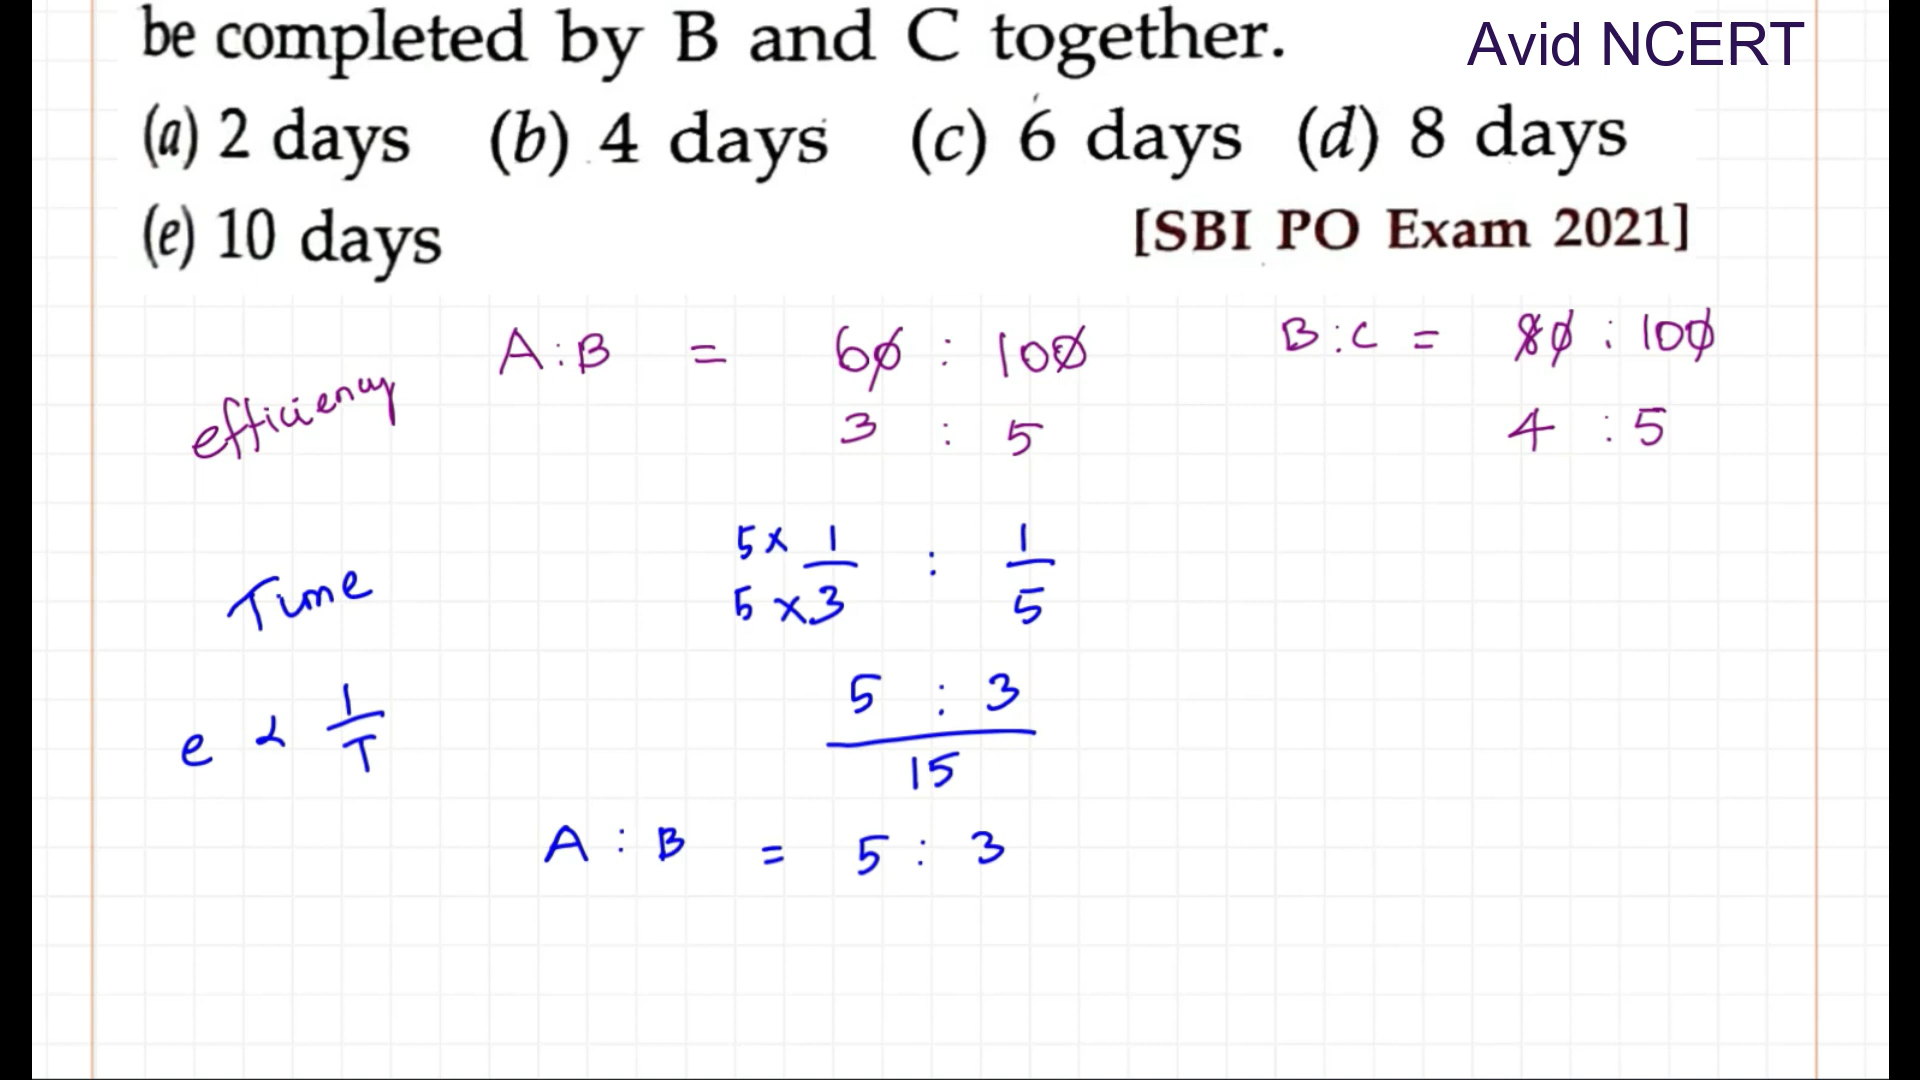 be completed by B and C together.
Avid NCERT
(a) 2 days (b) 4 days (c) 6 days (d) 8 days
(e) 10 days [SBI PO Exam 2021]
efficiency A:B = 60 : 100 B:C = 80 : 100
3 : 5 4 : 5
Time 5 × 1/5 × 3 : 1/5
e ∝ 1/T 5 : 3/15
A : B = 5 : 3